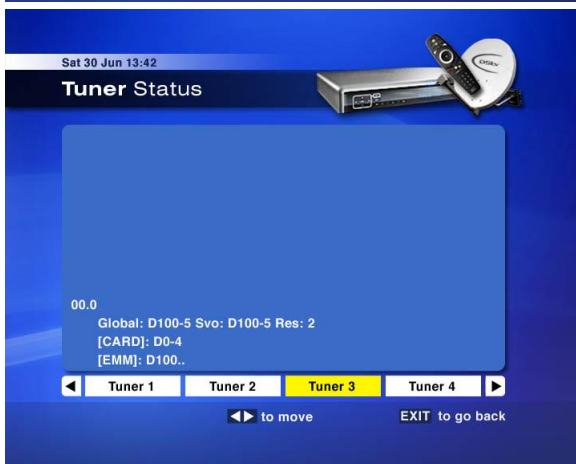 Sat 30 Jun 13:42
DStv
Tuner Status
00.0
Global: D100-5 Svo: D100-5 Res: 2
[CARD]: D0-4
[EMM]: D100..
Tuner 1 Tuner 2 Tuner 3 Tuner 4
to move EXIT to go back